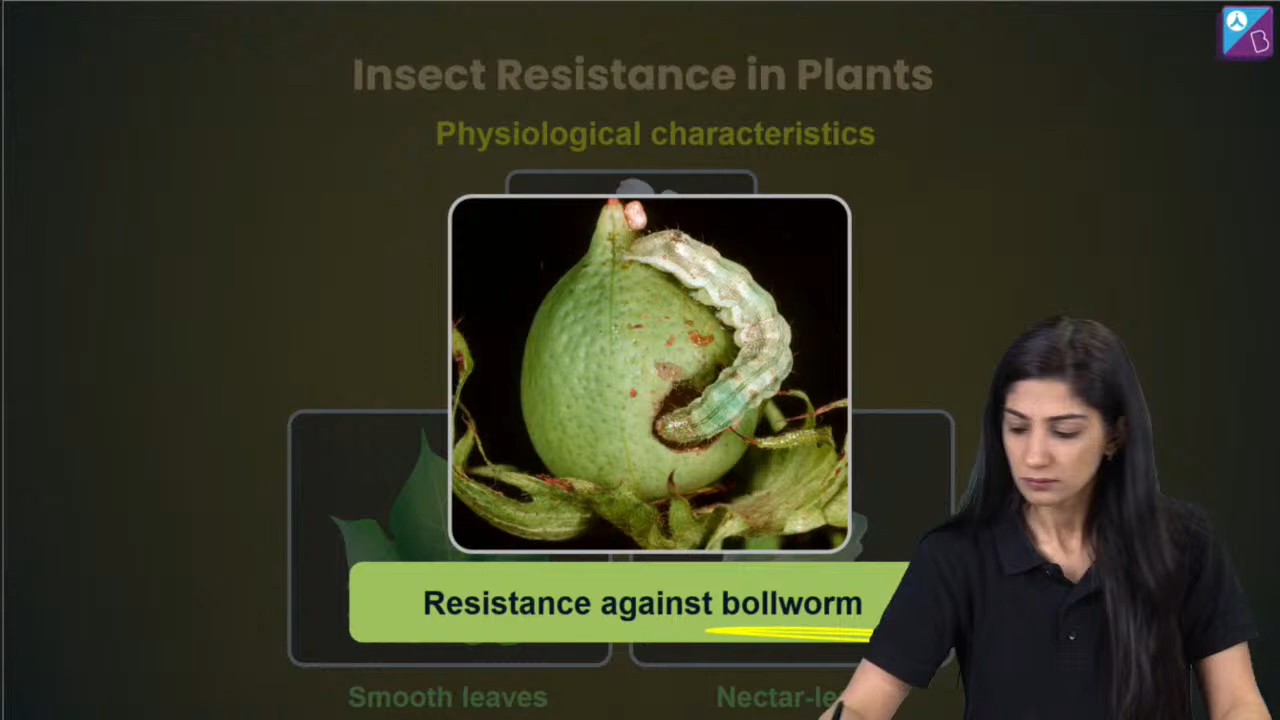 Insect Resistance in Plants
Physiological characteristics
Resistance against bollworm
Smooth leaves